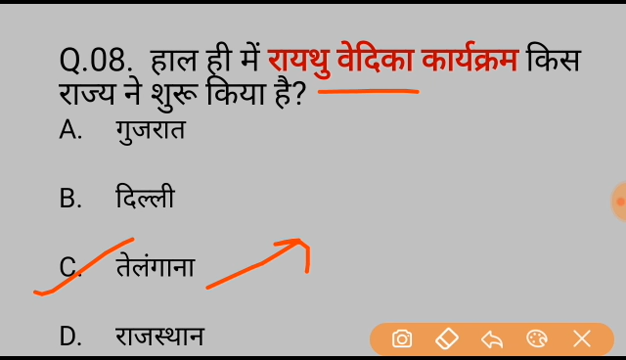 Q.08. हाल ही में रायथु वेदिका कार्यक्रम किस
राज्य ने शुरू किया है?
A. गुजरात
B. दिल्ली
C. तेलंगाना
D. राजस्थान